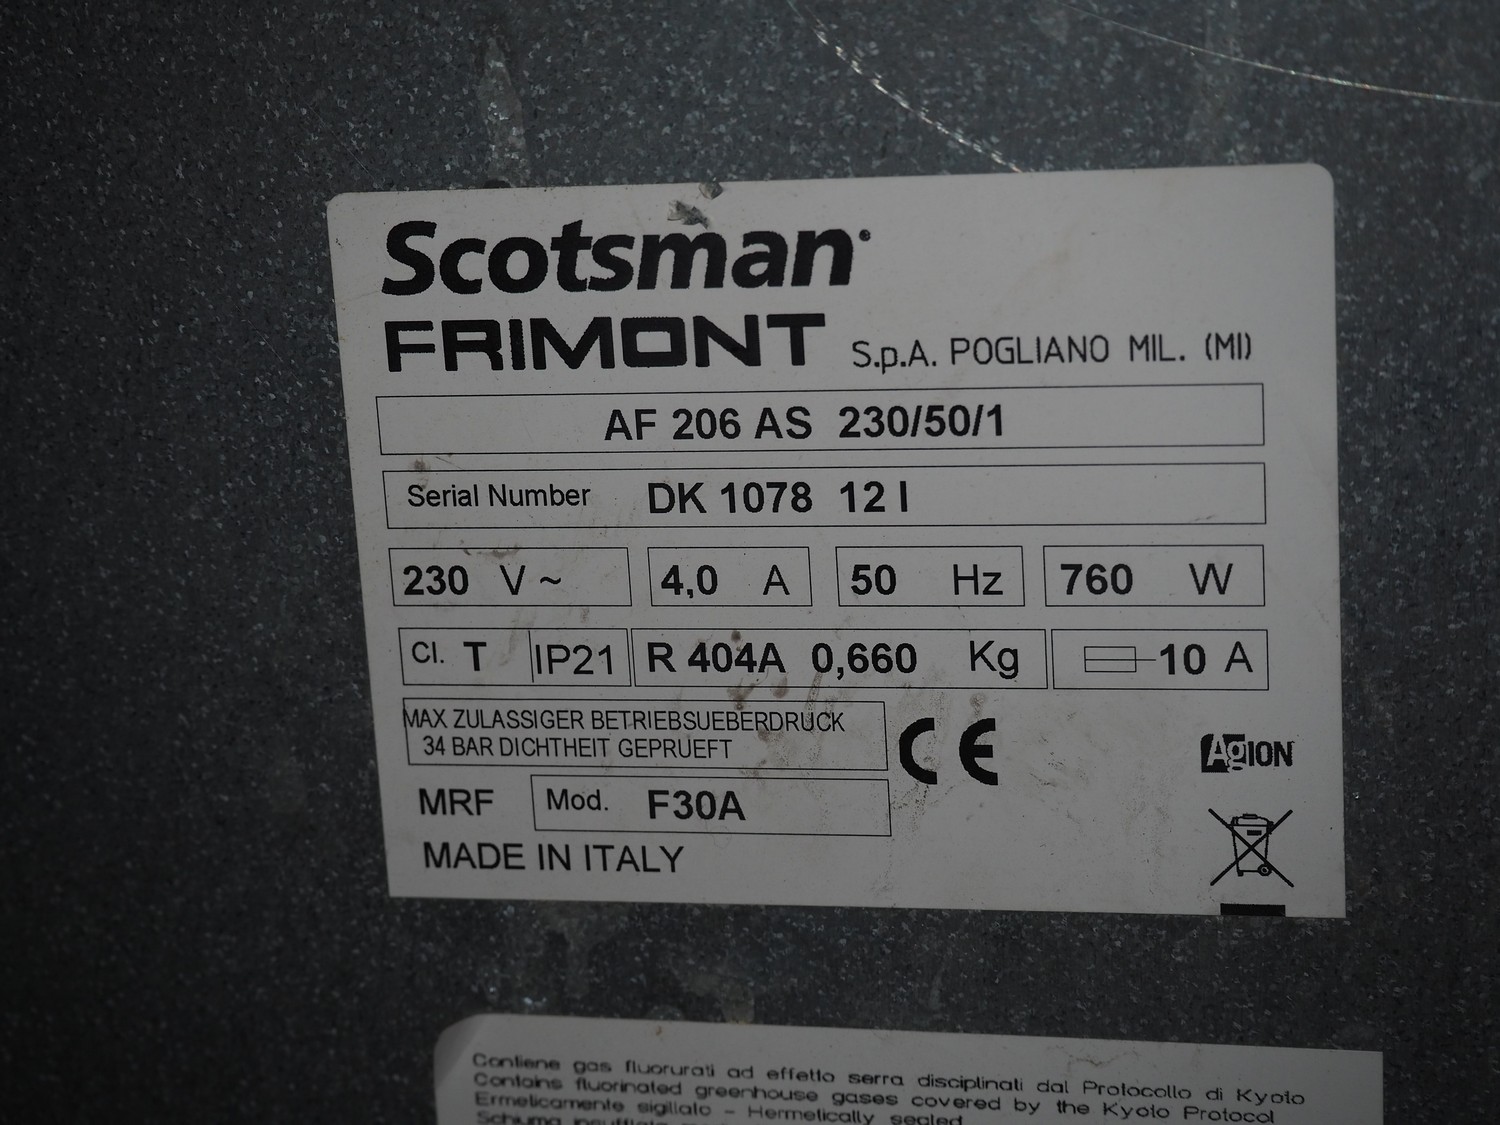 Scotsman
FRIMONT S.p.A. POGLIANO MIL. (MI)
AF 206 AS 230/50/1
Serial Number DK 1078 12 I
230 V ~ 4,0 A 50 Hz 760 W
Cl. T IP21 R 404A 0,660 Kg 10 A
MAX ZULASSIGER BETRIEBSUEBERDRUCK
34 BAR DICHTHEIT GEPRUEFT
CE
AgION
MRF Mod. F30A
MADE IN ITALY
Contiene gas fluorurati ad effetto serra disciplinati dal Protocollo di Kyoto
Contains fluorinated greenhouse gases covered by the Kyoto Protocol
Ermeticamente sigillato - Hermetically sealed